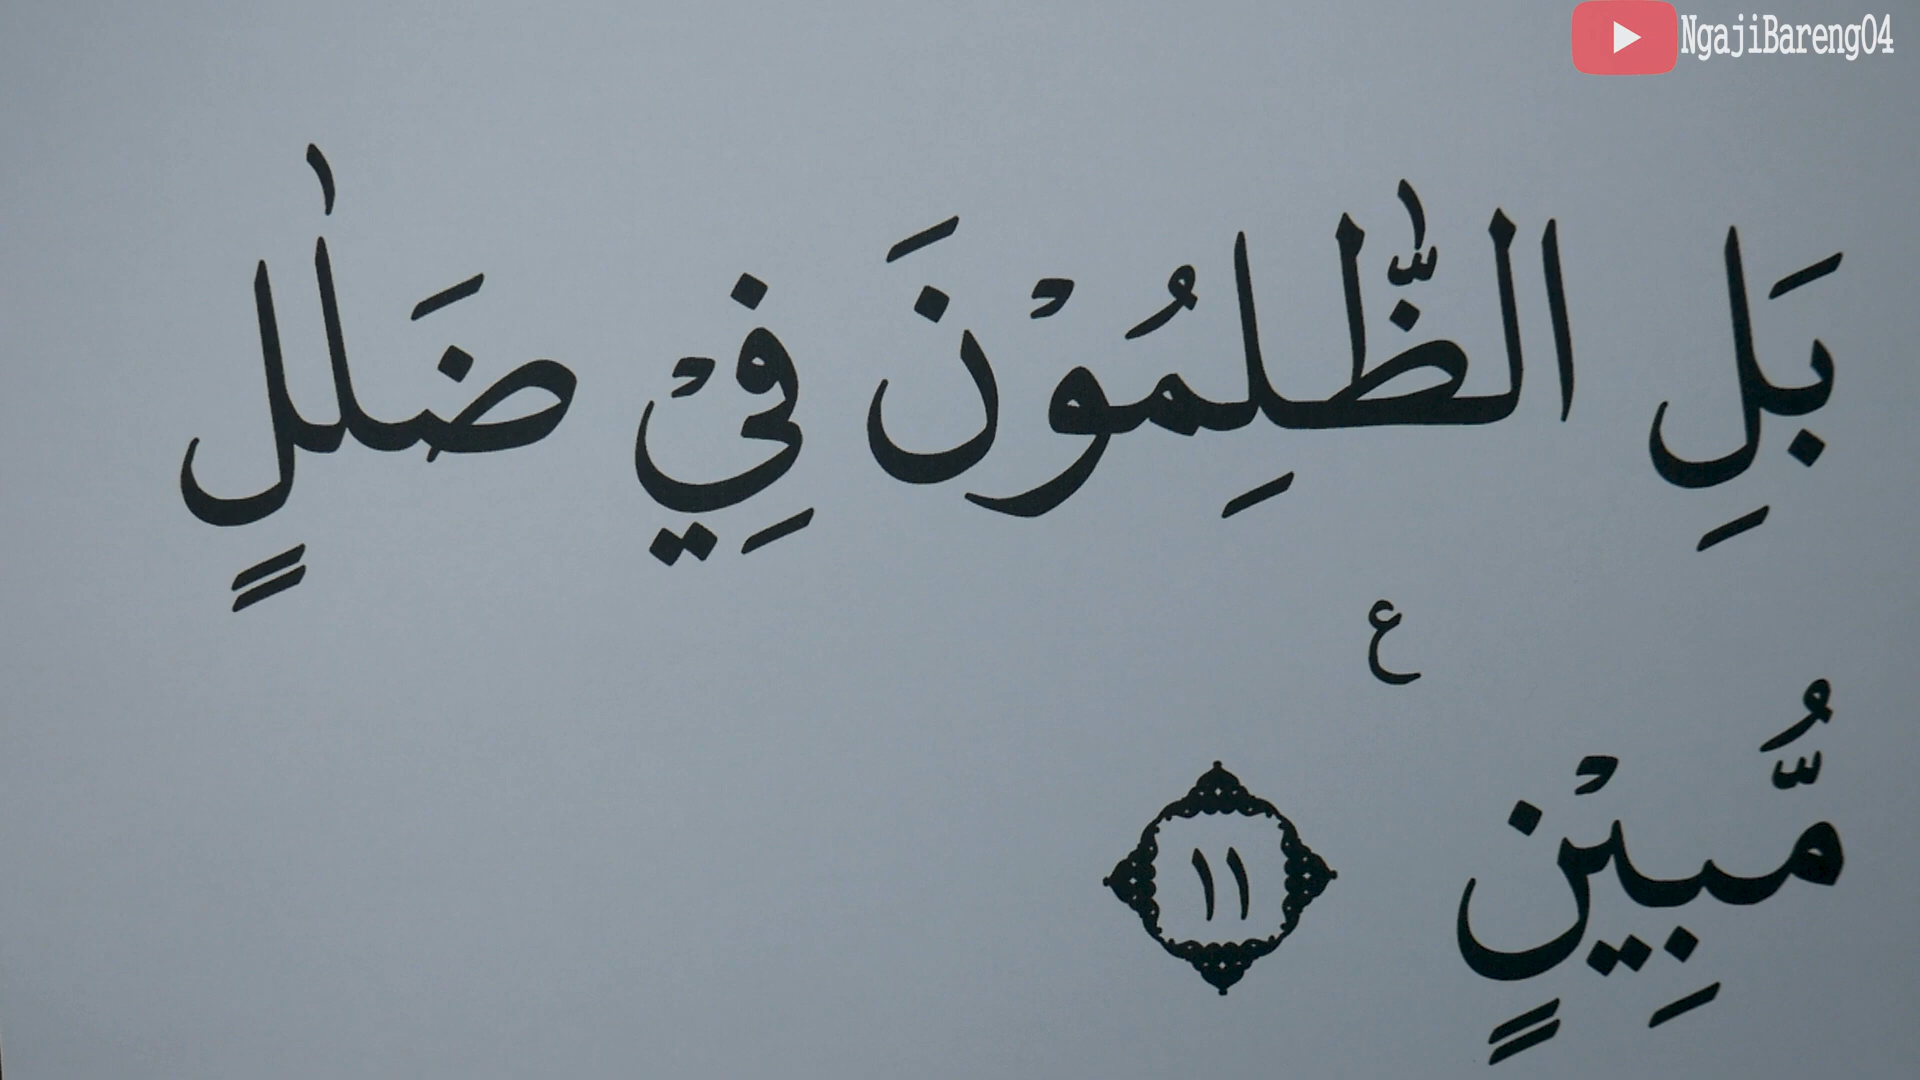 NgajiBareng04
بَلِ الظّٰلِمُوْنَ فِيْ ضَلٰلٍ
ع
مُّبِيْنٍ ١١